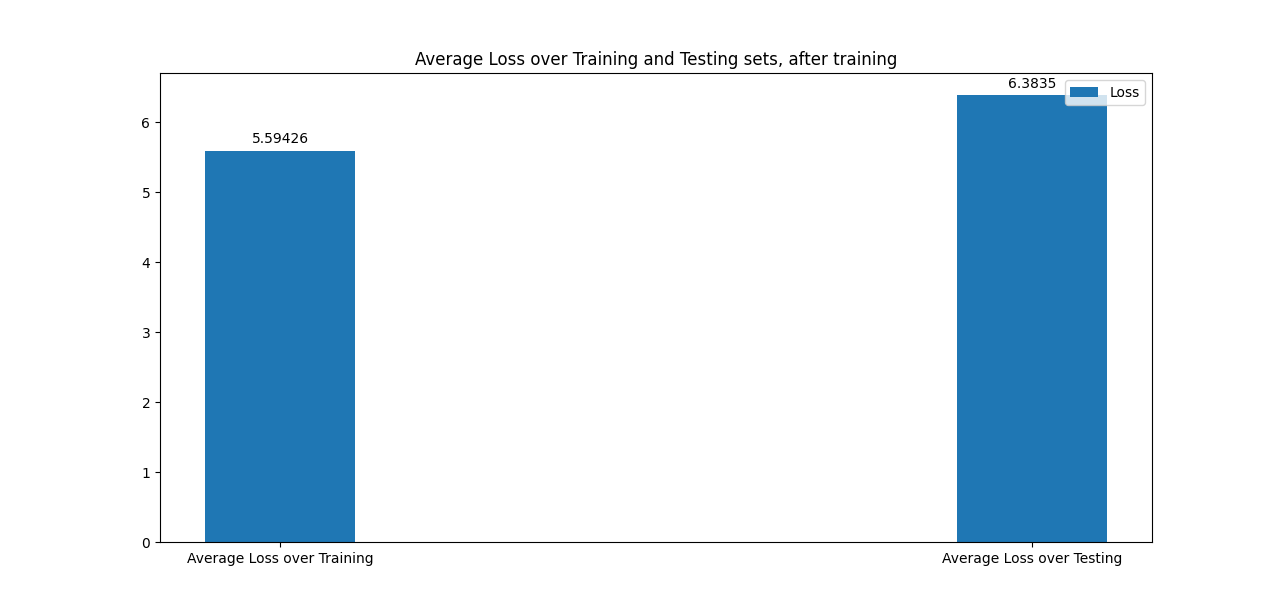 Average Loss over Training and Testing sets, after training
6.3835
Loss
5.59426
6
5
4
3
2
1
0
Average Loss over Training
Average Loss over Testing